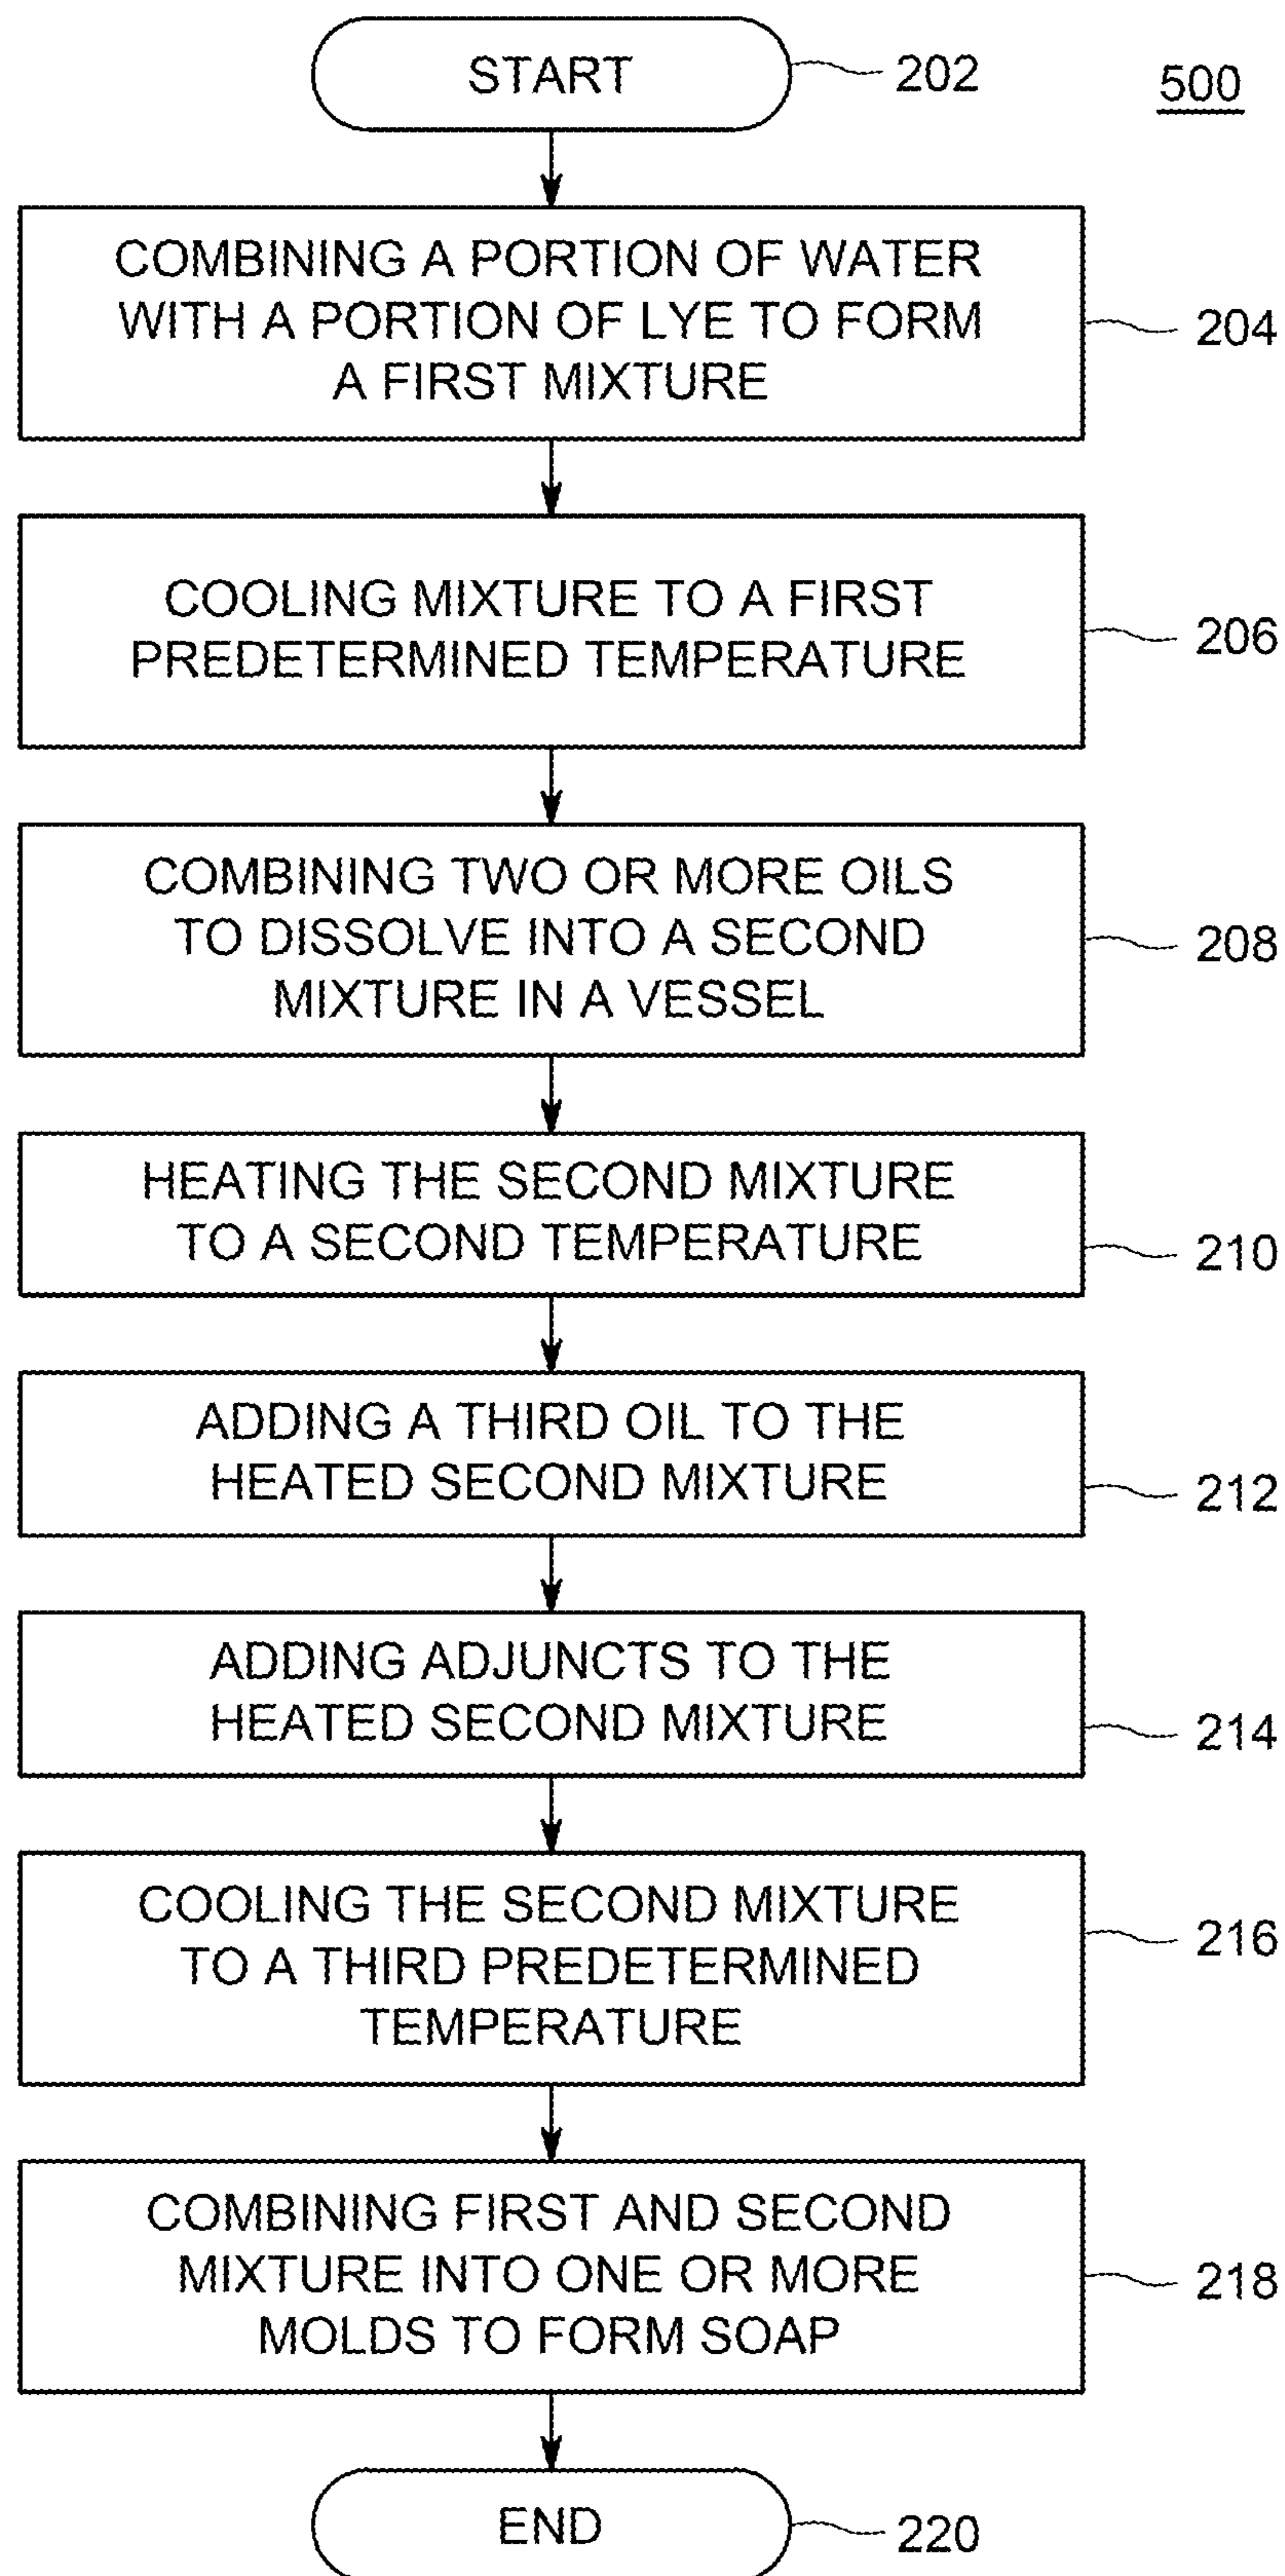 START
202
500
COMBINING A PORTION OF WATER
WITH A PORTION OF LYE TO FORM
A FIRST MIXTURE
204
COOLING MIXTURE TO A FIRST
PREDETERMINED TEMPERATURE
206
COMBINING TWO OR MORE OILS
TO DISSOLVE INTO A SECOND
MIXTURE IN A VESSEL
208
HEATING THE SECOND MIXTURE
TO A SECOND TEMPERATURE
210
ADDING A THIRD OIL TO THE
HEATED SECOND MIXTURE
212
ADDING ADJUNCTS TO THE
HEATED SECOND MIXTURE
214
COOLING THE SECOND MIXTURE
TO A THIRD PREDETERMINED
TEMPERATURE
216
COMBINING FIRST AND SECOND
MIXTURE INTO ONE OR MORE
MOLDS TO FORM SOAP
218
END
220